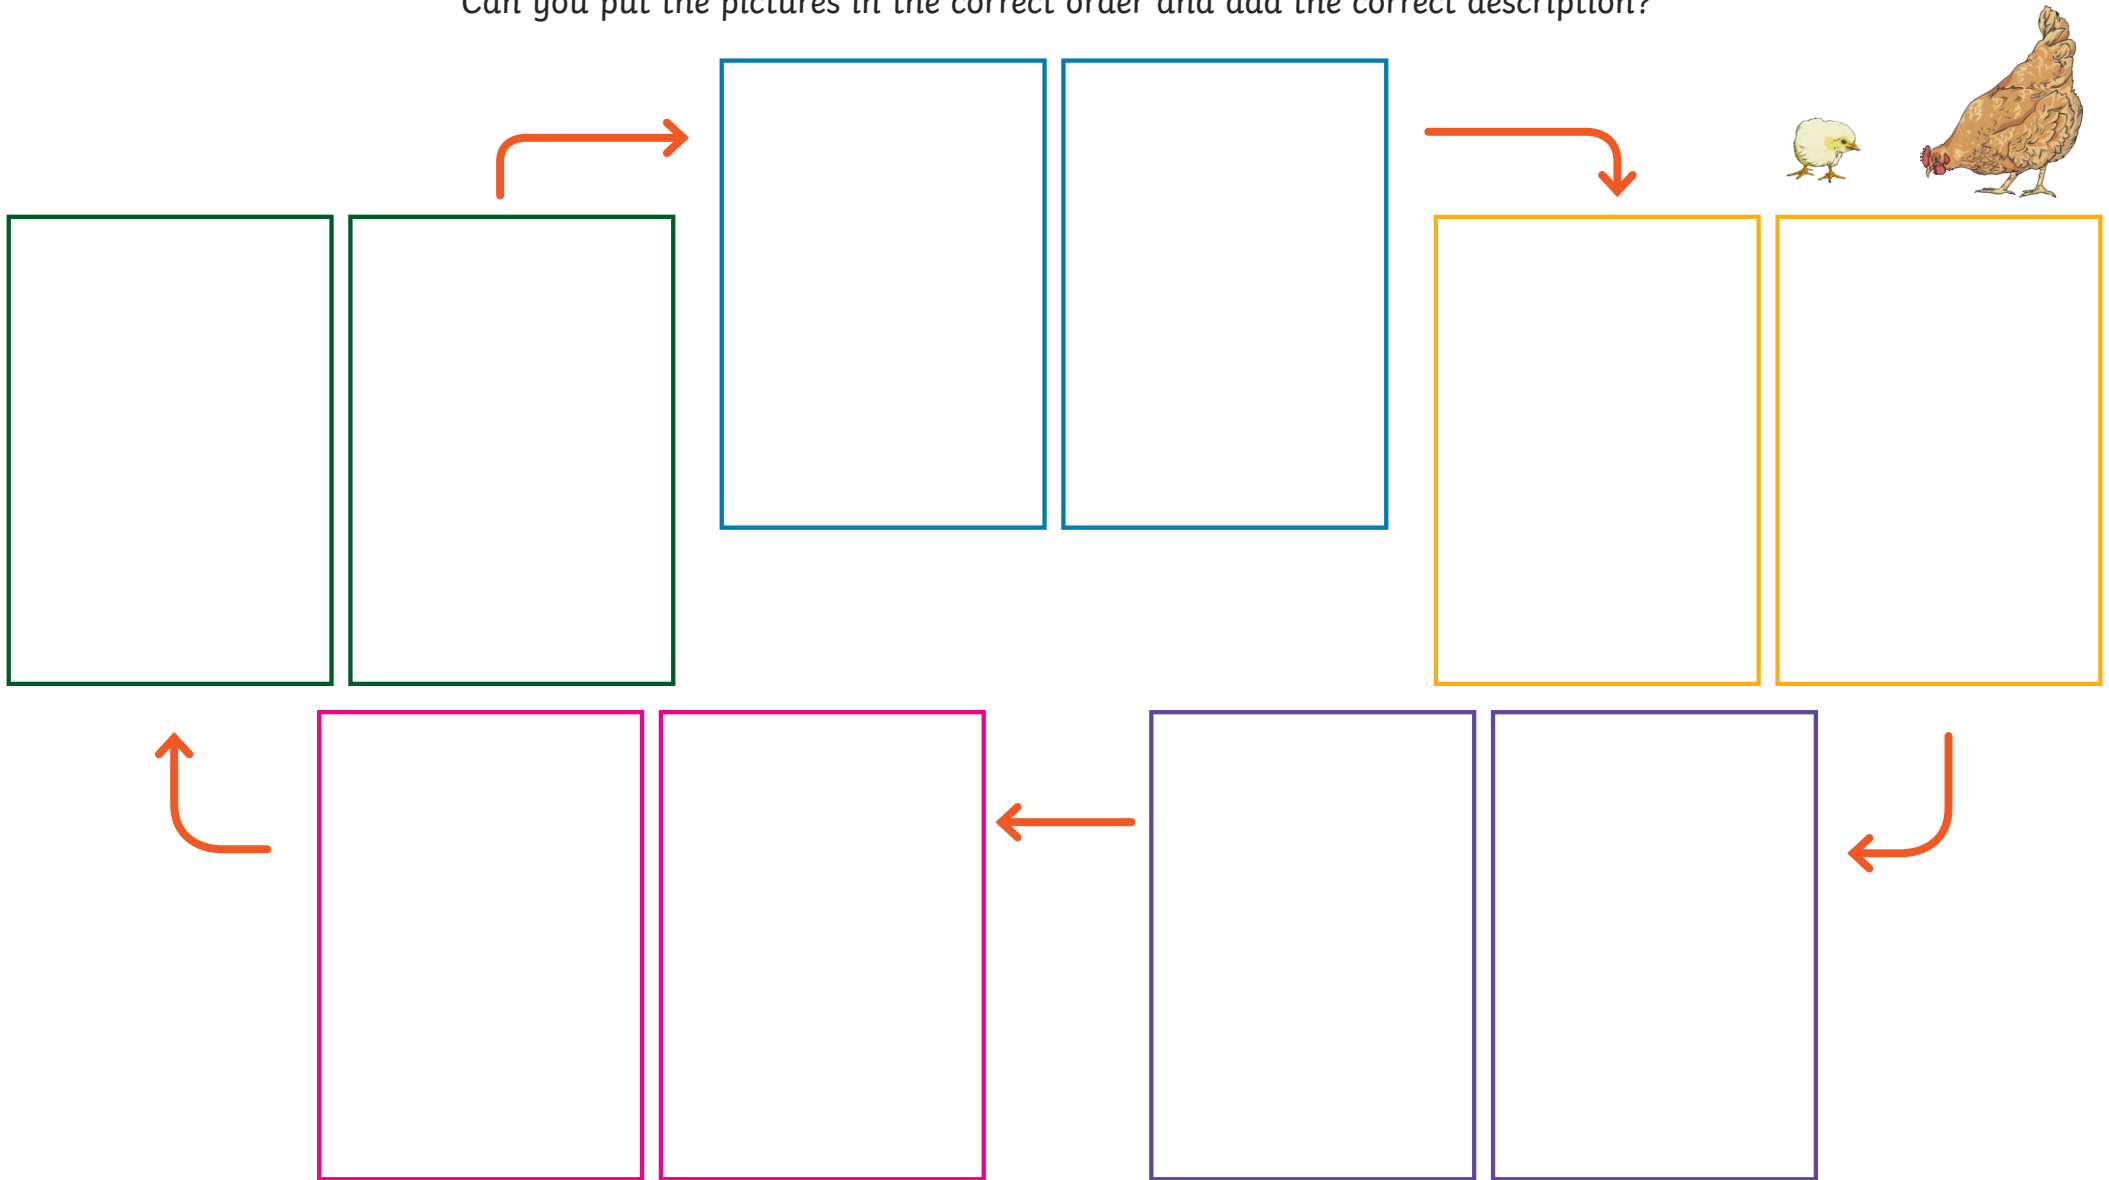 Can you put the pictures in the correct order and add the correct description?